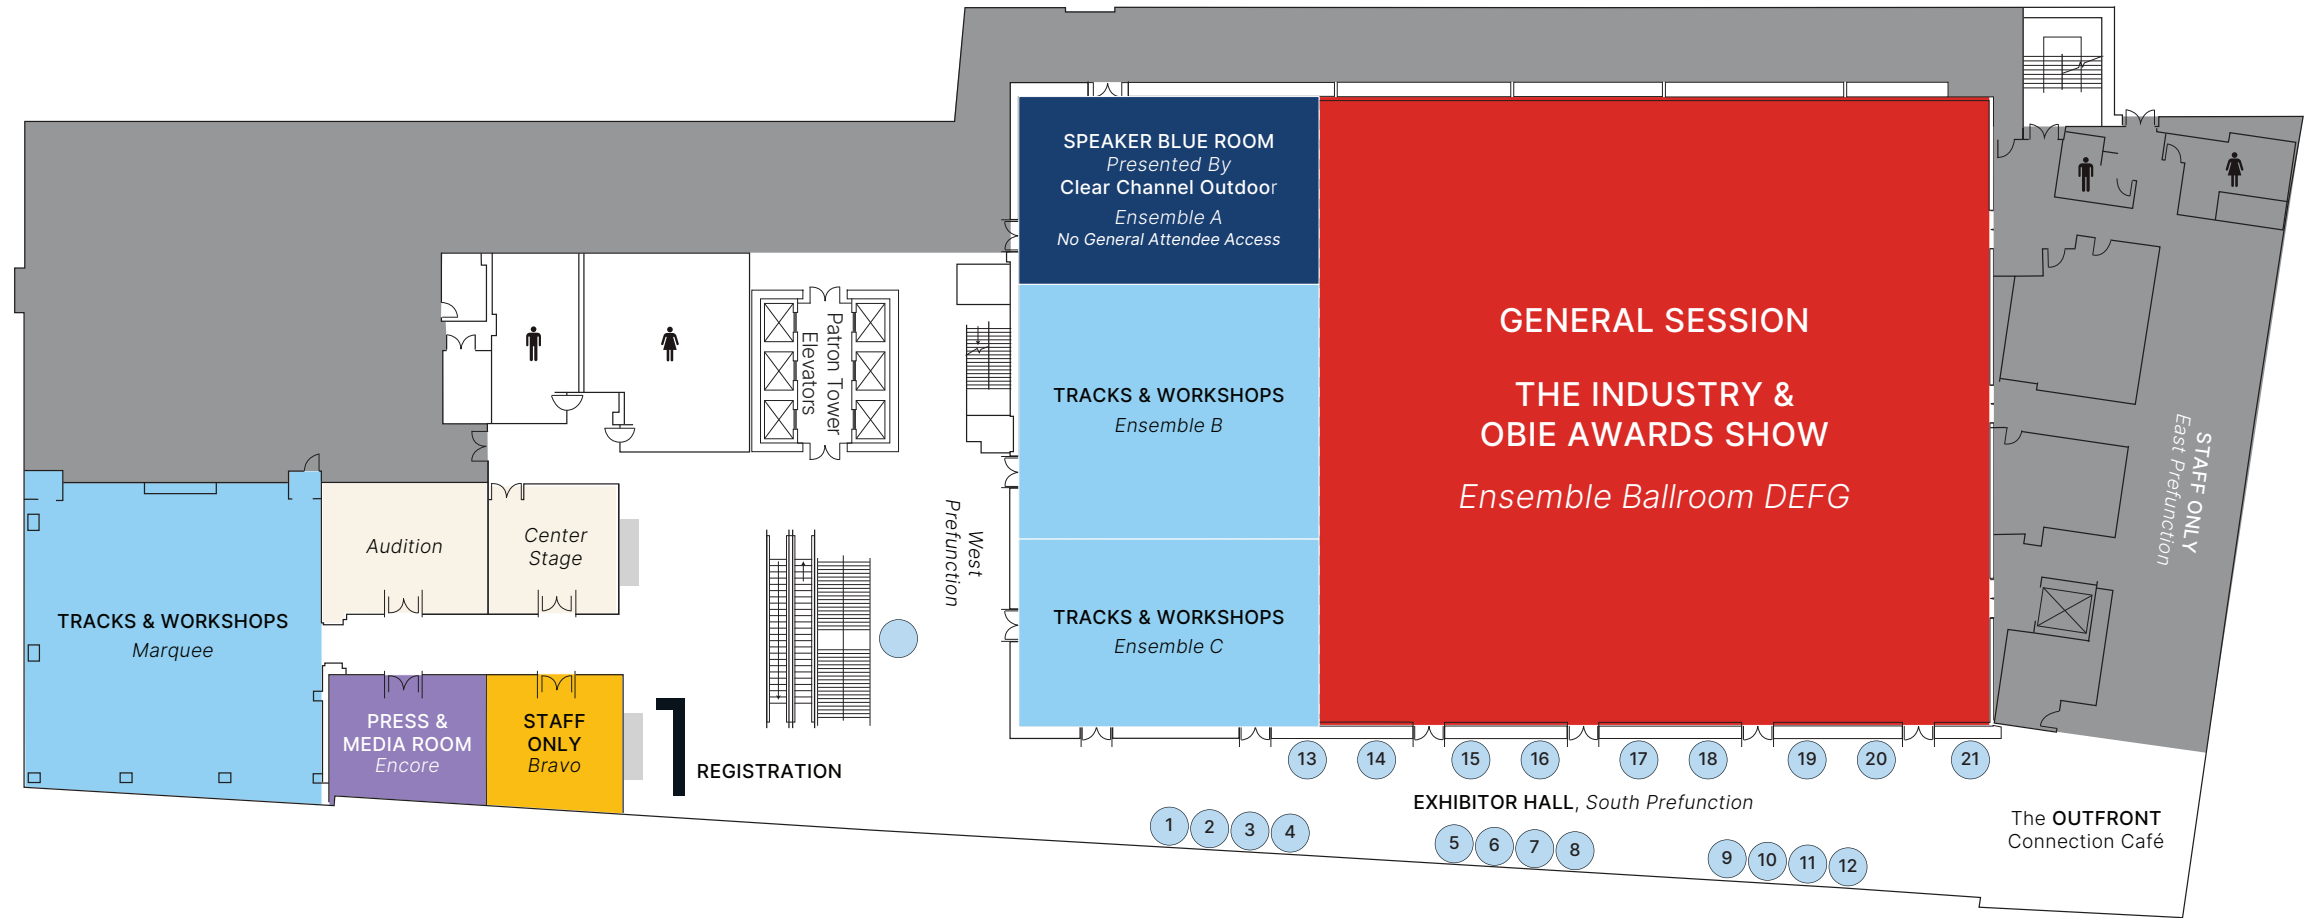 SPEAKER BLUE ROOM
Presented By
Clear Channel Outdoor
Ensemble A
No General Attendee Access
GENERAL SESSION
THE INDUSTRY &
OBIE AWARDS SHOW
Ensemble Ballroom DEFG
TRACKS & WORKSHOPS
Ensemble B
TRACKS & WORKSHOPS
Ensemble C
Patron Tower
Elevators
West
Prefunction
STAFF ONLY
East Prefunction
Audition
Center
Stage
TRACKS & WORKSHOPS
Marquee
PRESS &
MEDIA ROOM
Encore
STAFF
ONLY
Bravo
REGISTRATION
13 14 15 16 17 18 19 20 21
EXHIBITOR HALL, South Prefunction
1 2 3 4 5 6 7 8 9 10 11 12
The OUTFRONT
Connection Café